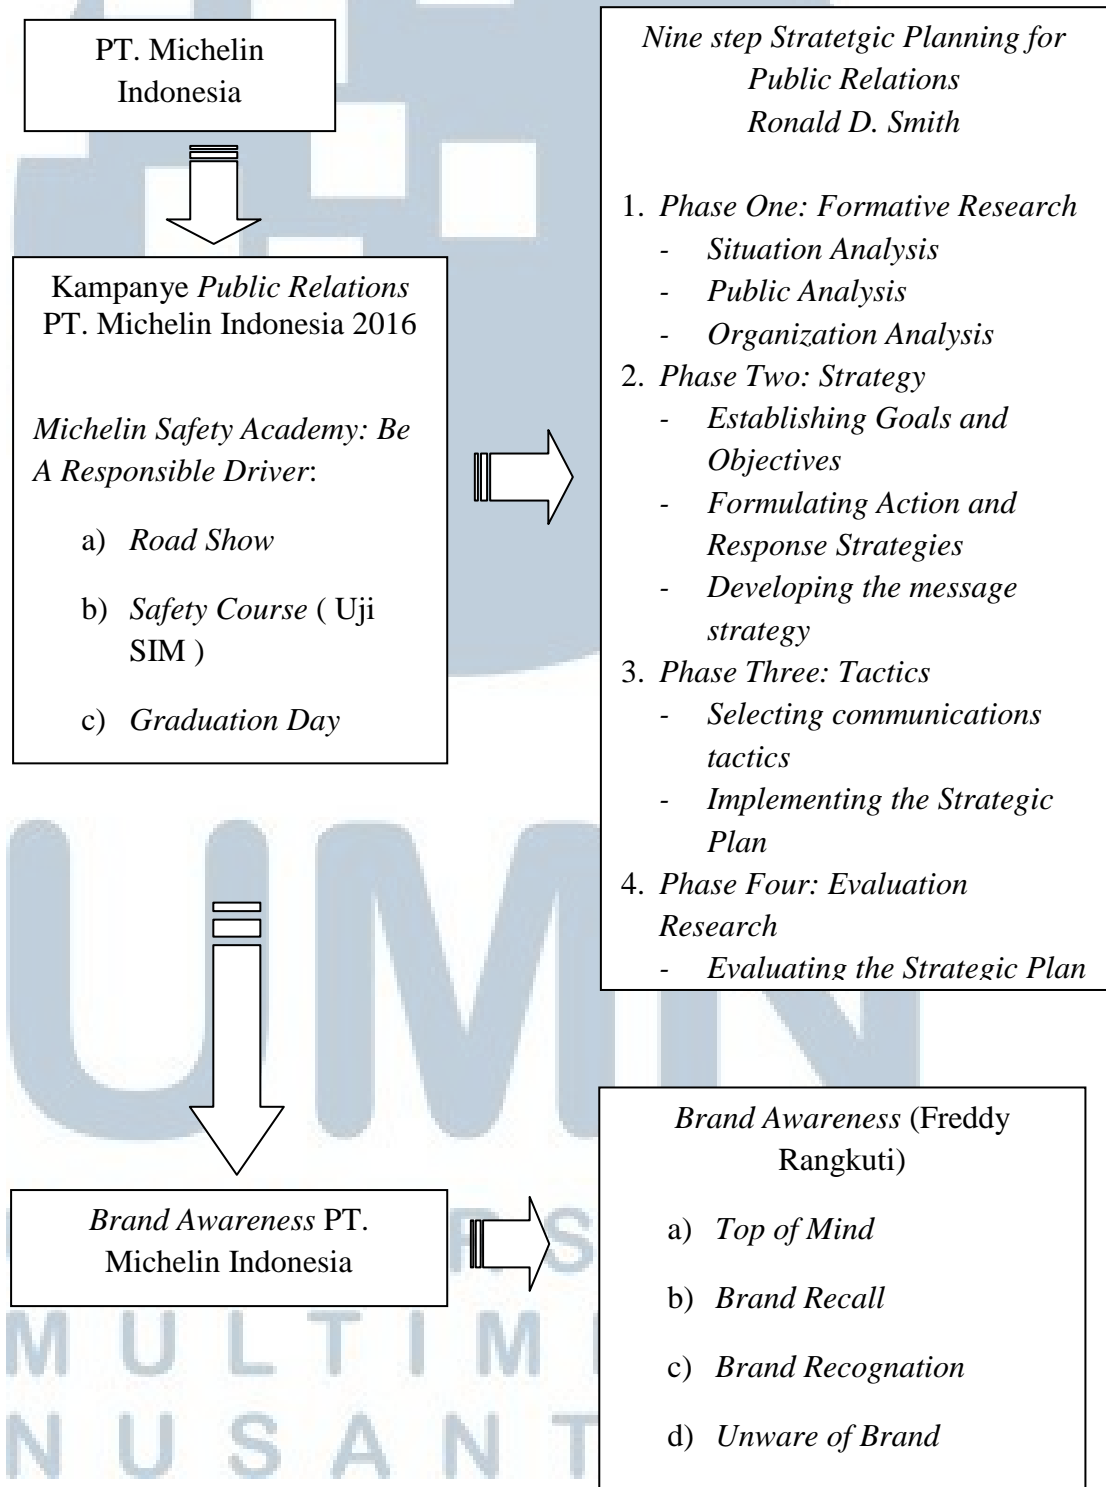 PT. Michelin
Indonesia
Kampanye Public Relations
PT. Michelin Indonesia 2016
Michelin Safety Academy: Be
A Responsible Driver:
a) Road Show
b) Safety Course ( Uji
SIM )
c) Graduation Day
Nine step Stratetgic Planning for
Public Relations
Ronald D. Smith
1. Phase One: Formative Research
- Situation Analysis
- Public Analysis
- Organization Analysis
2. Phase Two: Strategy
- Establishing Goals and
Objectives
- Formulating Action and
Response Strategies
- Developing the message
strategy
3. Phase Three: Tactics
- Selecting communications
tactics
- Implementing the Strategic
Plan
4. Phase Four: Evaluation
Research
- Evaluating the Strategic Plan
Brand Awareness PT.
Michelin Indonesia
Brand Awareness (Freddy
Rangkuti)
a) Top of Mind
b) Brand Recall
c) Brand Recognation
d) Unware of Brand
UMN